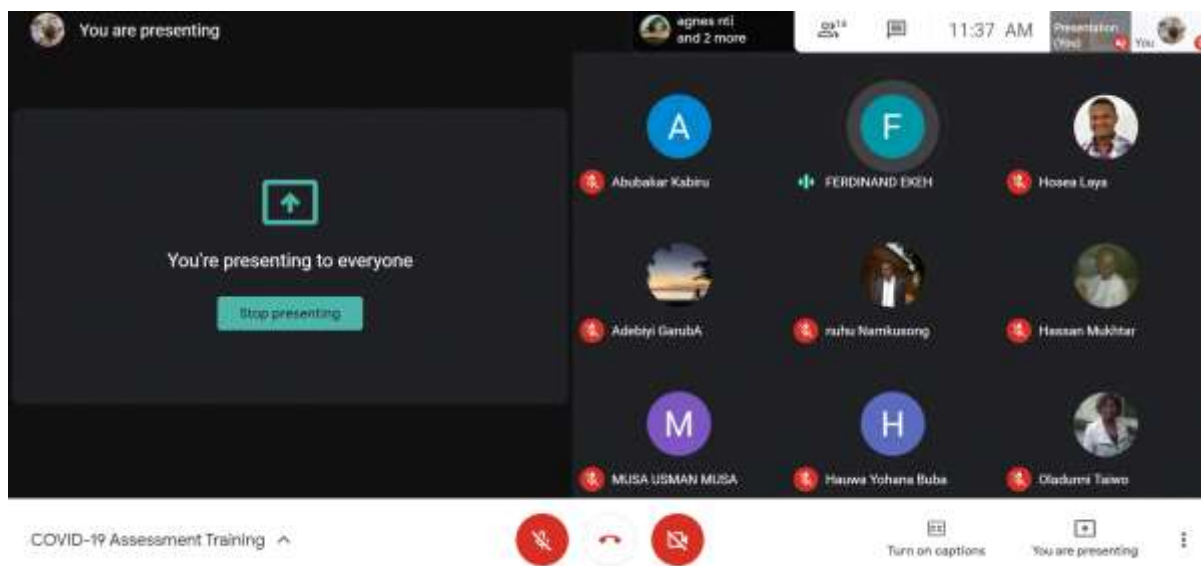 You are presenting
agnes nti
and 2 more
11:37 AM
Presentation
(You)
You
You're presenting to everyone
Stop presenting
A
Abubakar Kabiru
F
FERDINAND EKEH
Hosea Laya
Adebiyi GarubA
nuhu Namkusong
Hassan Mukhtar
M
MUSA USMAN MUSA
H
Hauwa Yohana Buba
Oladunni Taiwo
COVID-19 Assessment Training
Turn on captions
You are presenting